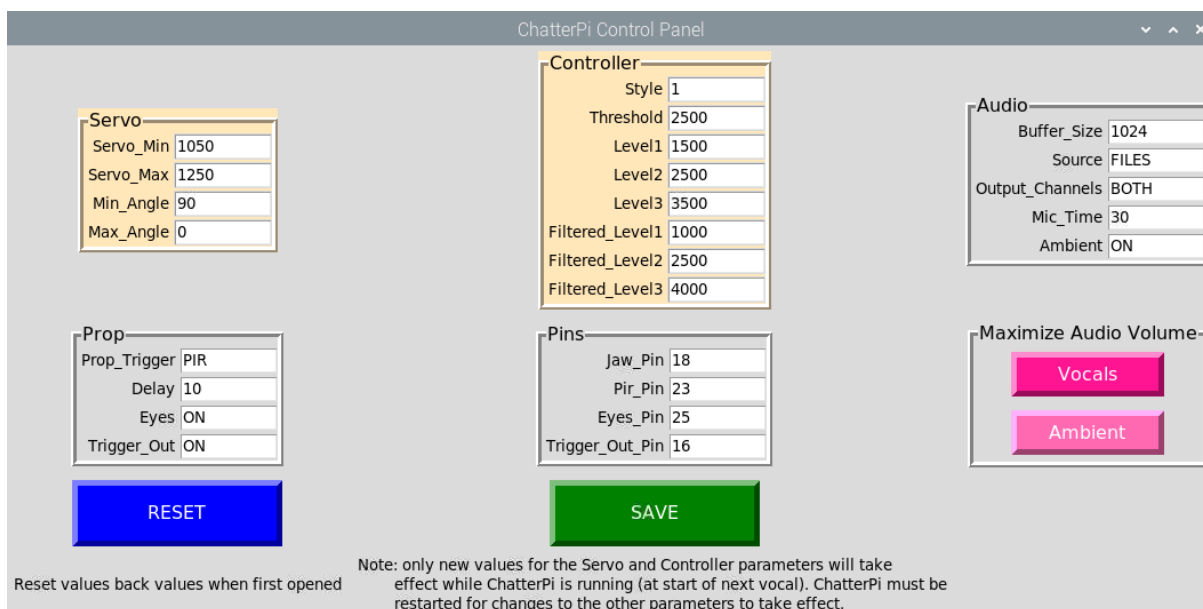 ChatterPi Control Panel
Servo
Servo_Min 1050
Servo_Max 1250
Min_Angle 90
Max_Angle 0
Controller
Style 1
Threshold 2500
Level1 1500
Level2 2500
Level3 3500
Filtered_Level1 1000
Filtered_Level2 2500
Filtered_Level3 4000
Audio
Buffer_Size 1024
Source FILES
Output_Channels BOTH
Mic_Time 30
Ambient ON
Prop
Prop_Trigger PIR
Delay 10
Eyes ON
Trigger_Out ON
Pins
Jaw_Pin 18
Pir_Pin 23
Eyes_Pin 25
Trigger_Out_Pin 16
Maximize Audio Volume
Vocals
Ambient
RESET
SAVE
Reset values back values when first opened
Note: only new values for the Servo and Controller parameters will take
effect while ChatterPi is running (at start of next vocal). ChatterPi must be
restarted for changes to the other parameters to take effect.